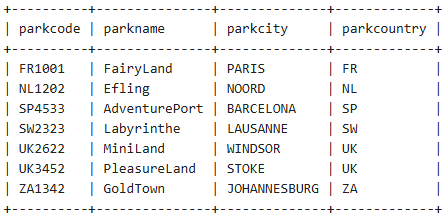 +----------+---------------+--------------+-------------+
| parkcode | parkname      | parkcity     | parkcountry |
+----------+---------------+--------------+-------------+
| FR1001   | FairyLand     | PARIS        | FR          |
| NL1202   | Efling        | NOORD        | NL          |
| SP4533   | AdventurePort | BARCELONA    | SP          |
| SW2323   | Labyrinthe    | LAUSANNE     | SW          |
| UK2622   | MiniLand      | WINDSOR      | UK          |
| UK3452   | PleasureLand  | STOKE        | UK          |
| ZA1342   | GoldTown      | JOHANNESBURG | ZA          |
+----------+---------------+--------------+-------------+